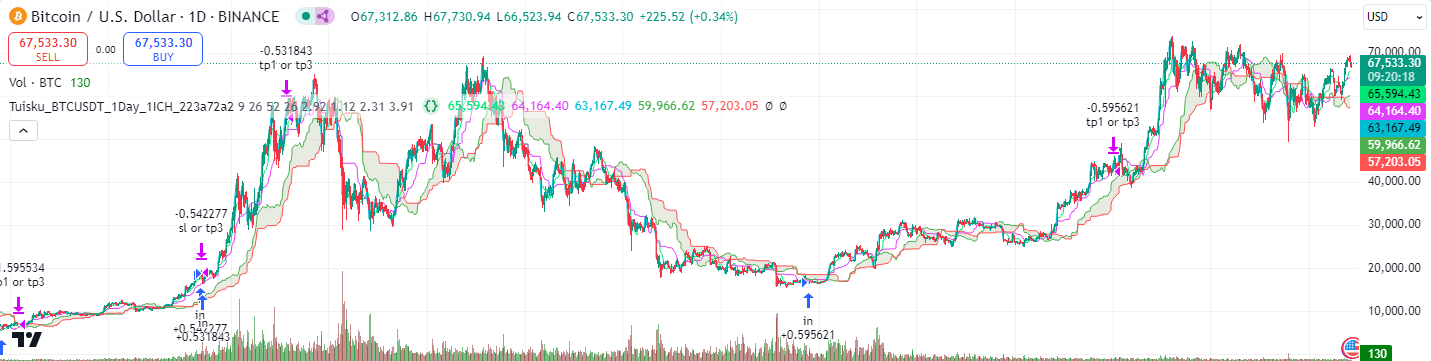 Bitcoin / U.S. Dollar · 1D · BINANCE
O67,312.86 H67,730.94 L66,523.94 C67,533.30 +225.52 (+0.34%)
USD
67,533.30
SELL
0.00
67,533.30
BUY
Vol · BTC 130
Tuisku_BTCUSDT_1Day_1ICH_223a72a2 9 26 52 26 2.92 1.12 2.31 3.91 {} 65,594.43 64,164.40 63,167.49 59,966.62 57,203.05 Ø Ø
-0.531843
tp1 or tp3
-0.595621
tp1 or tp3
-0.542277
sl or tp3
.595534
p1 or tp3
in
in
+0.542277
+0.531843
in
+0.595621
70,000.00
67,533.30
09:20:18
65,594.43
64,164.40
63,167.49
59,966.62
57,203.05
40,000.00
30,000.00
20,000.00
10,000.00
130